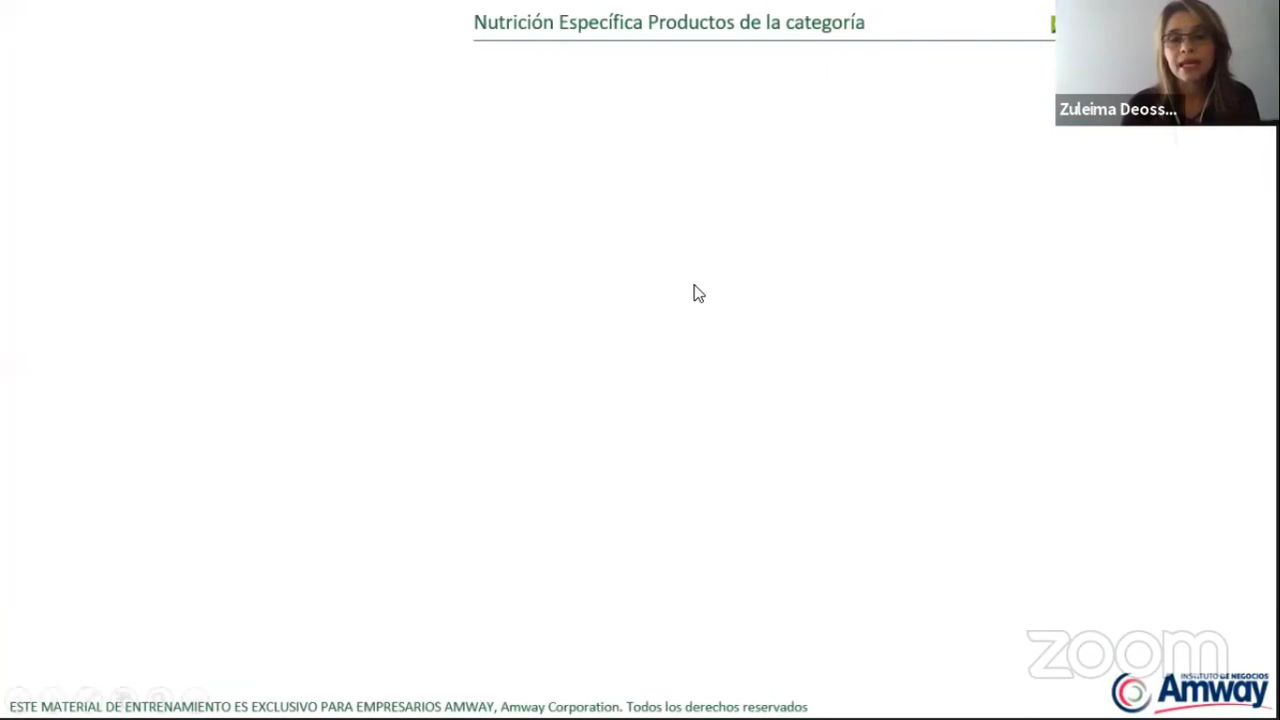 Nutrición Específica Productos de la categoría
Zuleima Deoss...
zoom
INSTITUTO DE NEGOCIOS
Amway
ESTE MATERIAL DE ENTRENAMIENTO ES EXCLUSIVO PARA EMPRESARIOS AMWAY, Amway Corporation. Todos los derechos reservados